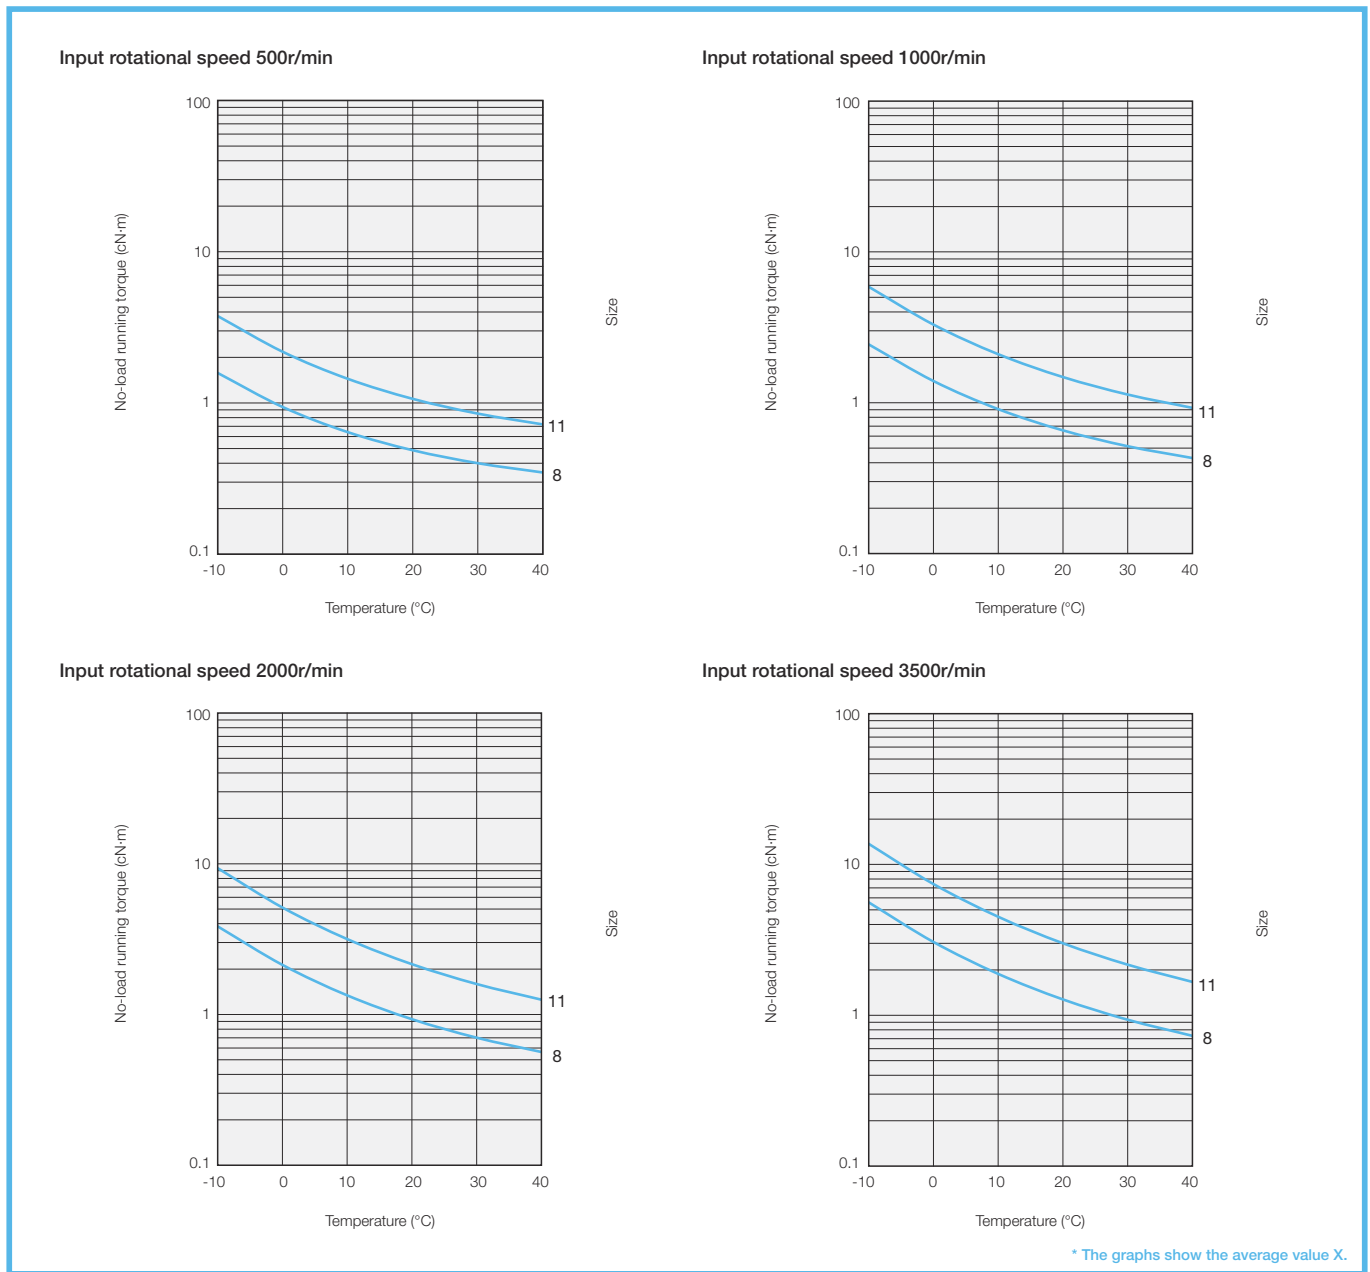 Input rotational speed 500r/min
No-load running torque (cN·m)
100
10
1
0.1
-10 0 10 20 30 40
Temperature (°C)
11
8
Size
Input rotational speed 1000r/min
No-load running torque (cN·m)
100
10
1
0.1
-10 0 10 20 30 40
Temperature (°C)
11
8
Size
Input rotational speed 2000r/min
No-load running torque (cN·m)
100
10
1
0.1
-10 0 10 20 30 40
Temperature (°C)
11
8
Size
Input rotational speed 3500r/min
No-load running torque (cN·m)
100
10
1
0.1
-10 0 10 20 30 40
Temperature (°C)
11
8
Size
* The graphs show the average value X.